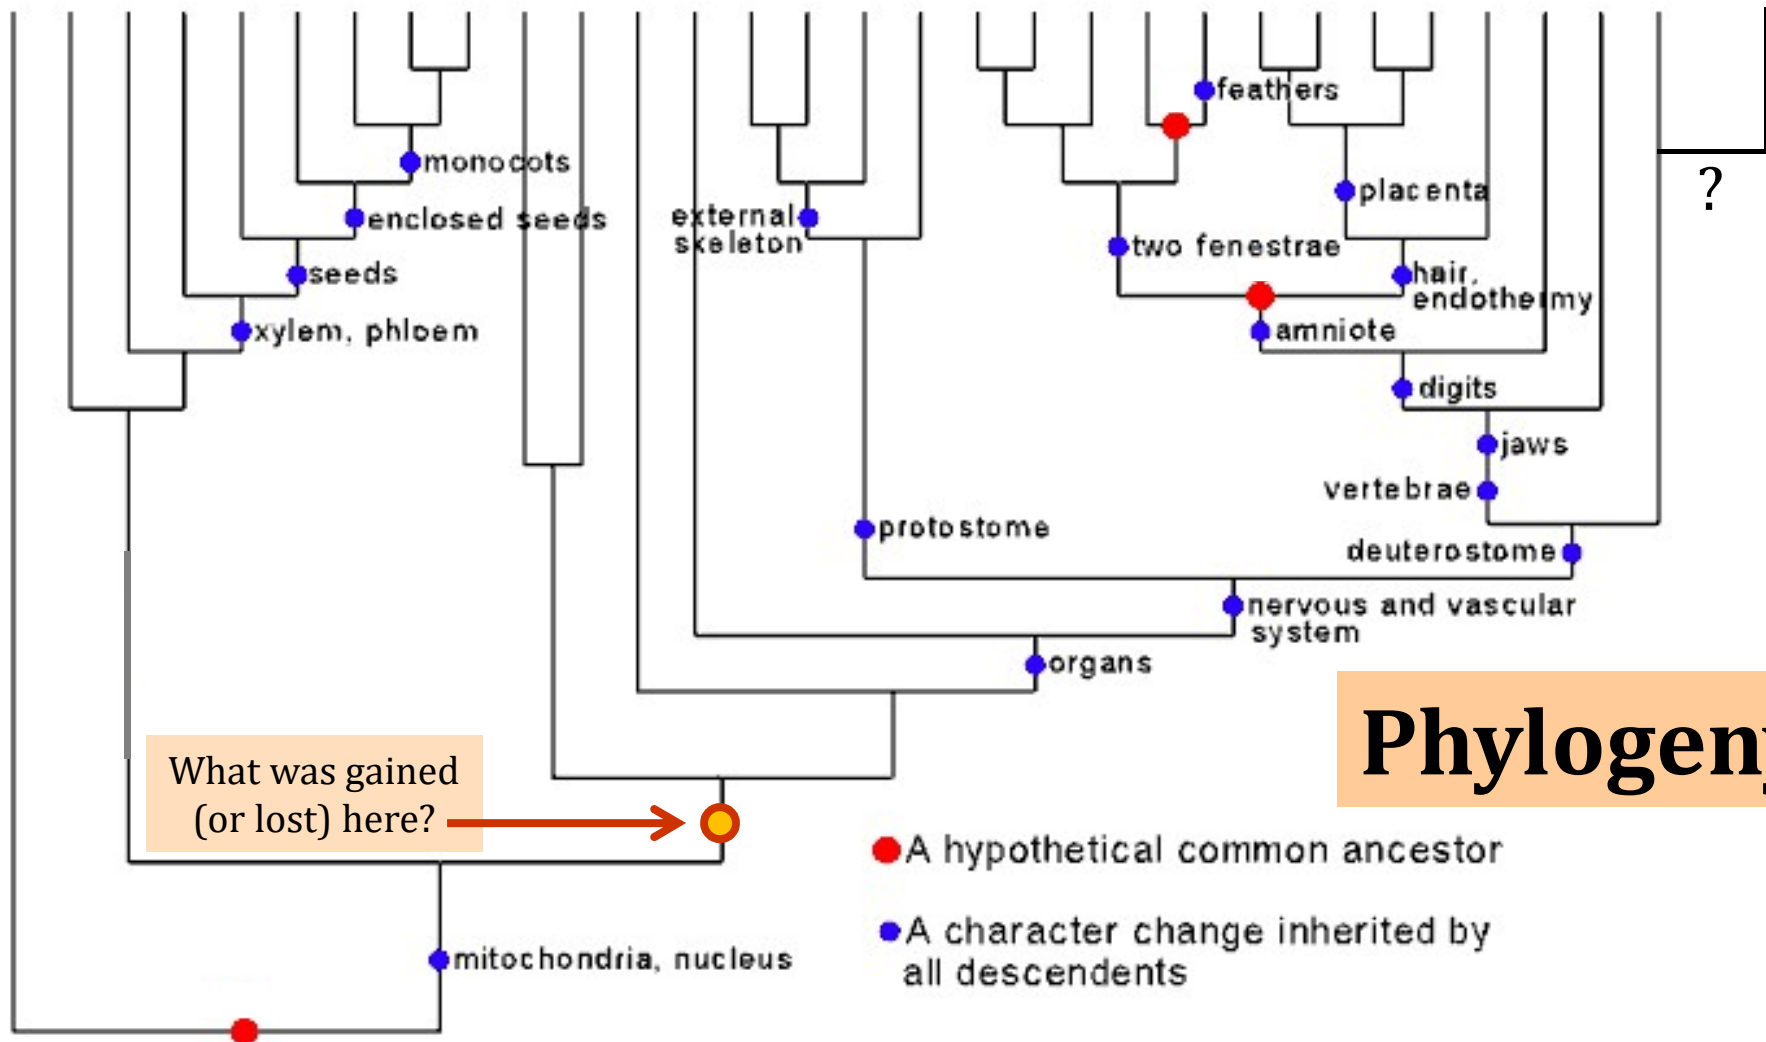 feathers
monocots
placenta
?
enclosed seeds
external
skeleton
two fenestrae
seeds
hair,
endothermy
xylem, phloem
amniote
digits
jaws
vertebrae
protostome
deuterostome
nervous and vascular
system
organs
Phylogeny
What was gained
(or lost) here?
A hypothetical common ancestor
A character change inherited by
all descendents
mitochondria, nucleus